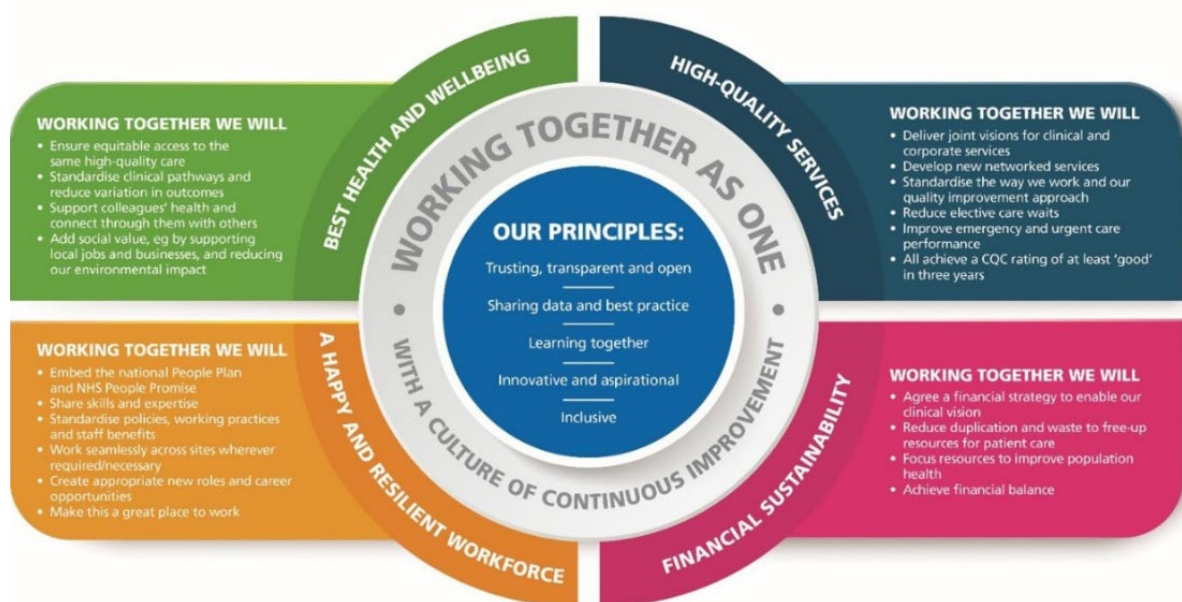 BEST HEALTH AND WELLBEING
WORKING TOGETHER WE WILL
• Ensure equitable access to the
same high-quality care
• Standardise clinical pathways and
reduce variation in outcomes
• Support colleagues' health and
connect through them with others
• Add social value, eg by supporting
local jobs and businesses, and reducing
our environmental impact
HIGH-QUALITY SERVICES
WORKING TOGETHER WE WILL
• Deliver joint visions for clinical and
corporate services
• Develop new networked services
• Standardise the way we work and our
quality improvement approach
• Reduce elective care waits
• Improve emergency and urgent care
performance
• All achieve a CQC rating of at least 'good'
in three years
WORKING TOGETHER AS ONE
• WITH A CULTURE OF CONTINUOUS IMPROVEMENT •
OUR PRINCIPLES:
Trusting, transparent and open
Sharing data and best practice
Learning together
Innovative and aspirational
Inclusive
A HAPPY AND RESILIENT WORKFORCE
WORKING TOGETHER WE WILL
• Embed the national People Plan
and NHS People Promise
• Share skills and expertise
• Standardise policies, working practices
and staff benefits
• Work seamlessly across sites wherever
required/necessary
• Create appropriate new roles and career
opportunities
• Make this a great place to work
FINANCIAL SUSTAINABILITY
WORKING TOGETHER WE WILL
• Agree a financial strategy to enable our
clinical vision
• Reduce duplication and waste to free-up
resources for patient care
• Focus resources to improve population
health
• Achieve financial balance